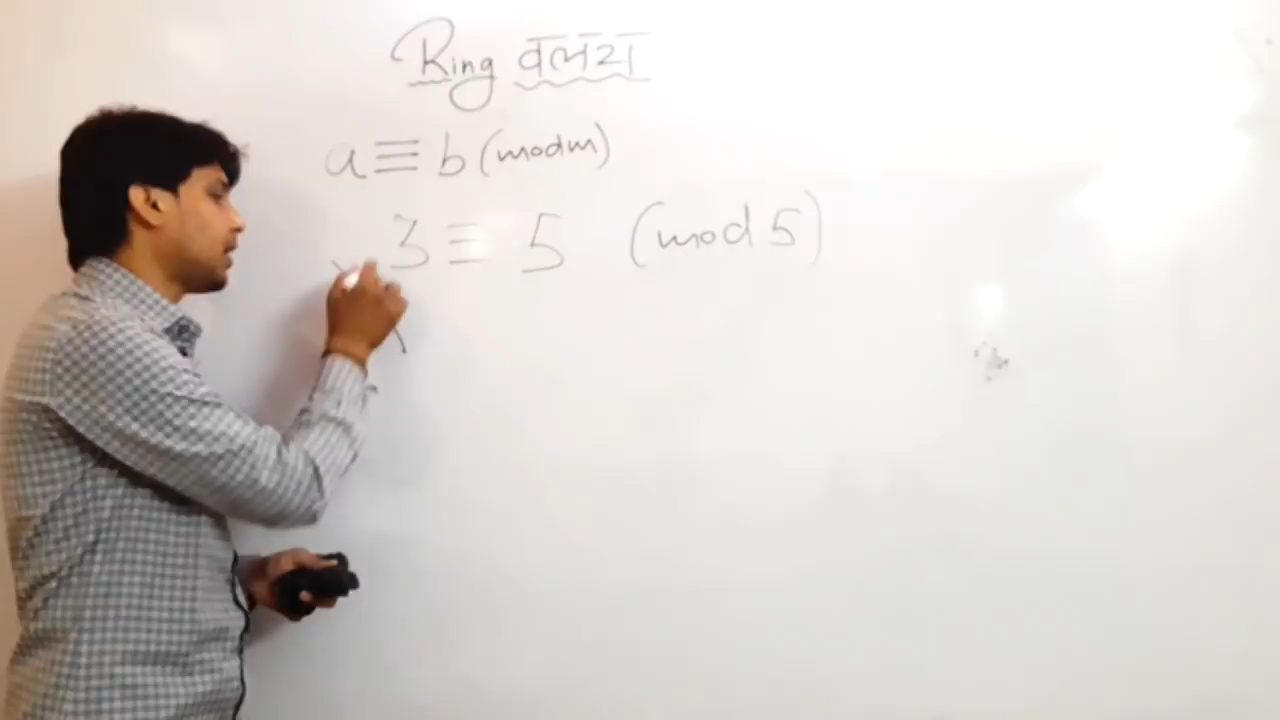 Ring वलय
a ≡ b (mod m)
3 ≡ 5 (mod 5)